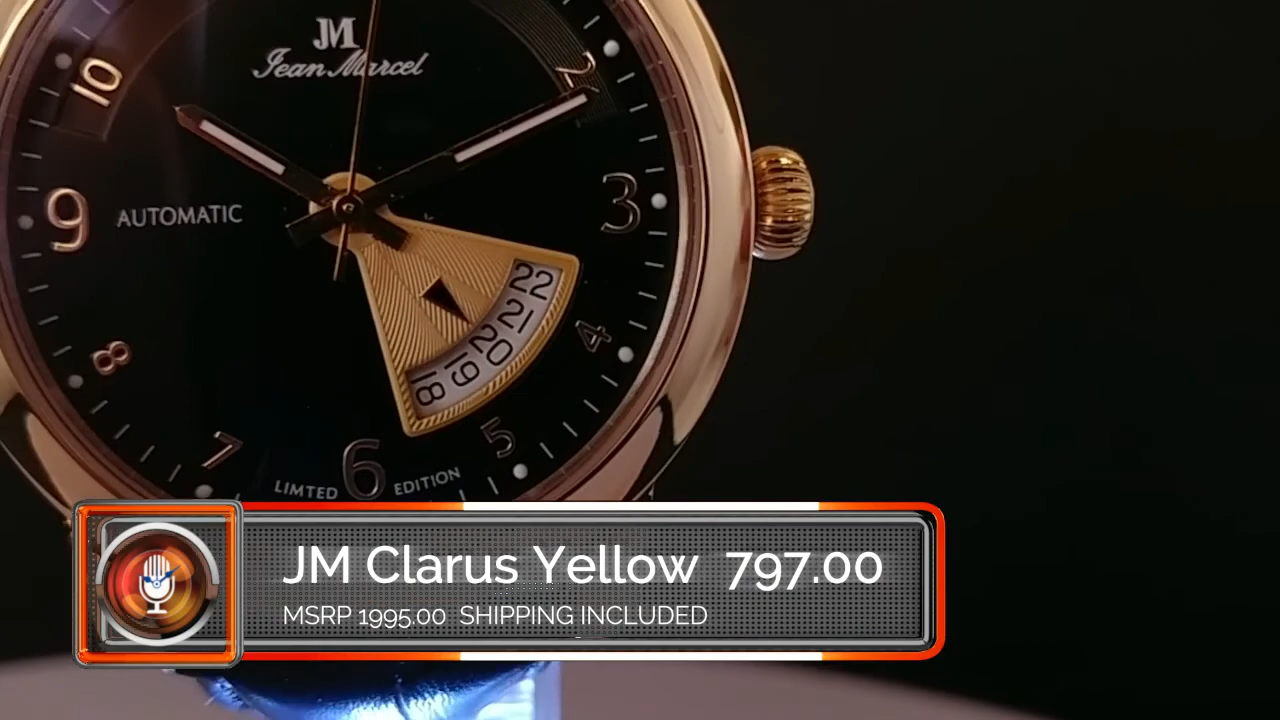 JM
Jean Marcel
10
2
9
AUTOMATIC
3
22
21
20
19
18
4
8
7
5
6
LIMTED EDITION
JM Clarus Yellow 797.00
MSRP 1995.00 SHIPPING INCLUDED